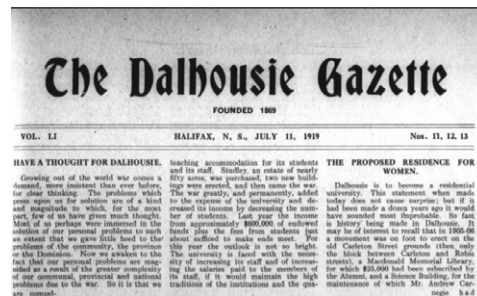 The Dalhousie Gazette
FOUNDED 1869
VOL. LI HALIFAX, N. S., JULY 11, 1919 Nos. 11, 12, 13
HAVE A THOUGHT FOR DALHOUSIE.
Growing out of the world war comes a
demand, more insistent than ever before,
for clear thinking. The problems which
press upon us for solution are of a kind
and magnitude to which, for the most
part, few of us have given much thought.
Most of us perhaps were immersed in the
solution of our personal problems to such
an extent that we gave little heed to the
problems of the community, the province
or the Dominion. Now we awaken to the
fact that our personal problems are mag-
nified as a result of the greater complexity
of our communal, provincial and national
problems due to the war. So it is that we
are compel-
teaching accommodation for its students
and its staff. Studley, an estate of nearly
fifty acres, was purchased, two new build-
ings were erected, and then came the war.
The war greatly, and permanently, added
to the expense of the university and de-
creased its income by decreasing the num-
ber of students. Last year the income
from approximately $600,000, of endowed
funds plus the fees from students just
about sufficed to make ends meet. For
this year the outlook is not so bright.
The university is faced with the neces-
sity of increasing its staff and of increas-
ing the salaries paid to the members of
its staff, if it would maintain the high
traditions of the institutions and the qua-
THE PROPOSED RESIDENCE FOR
WOMEN.
Dalhousie is to become a residential
university. This statement when made
today does not cause surprise; but if it
had been made a dozen years ago it would
have sounded most improbable. So fast
is history being made in Dalhousie. It
may be of interest to recall that in 1905-06
a movement was on foot to erect on the
old Carleton Street grounds (then only
the block between Carleton and Robie
streets), a Macdonald Memorial Library,
for which $25,000 had been subscribed by
the Alumni, and a Science Building, for the
maintenance of which Mr. Andrew Car-
negie had